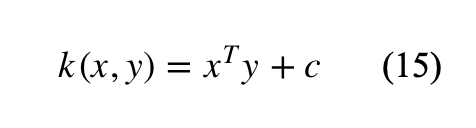 k(x, y) = x^T y + c (15)